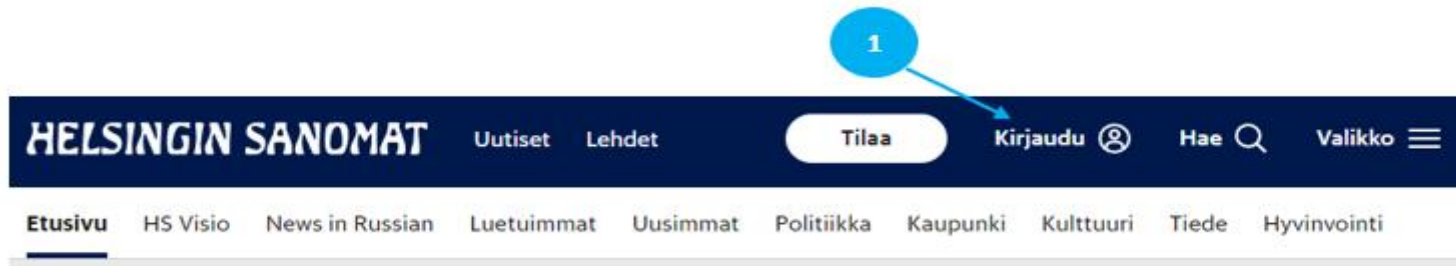 1
HELSINGIN SANOMAT Uutiset Lehdet Tilaa Kirjaudu Hae Valikko
Etusivu HS Visio News in Russian Luetuimmat Uusimmat Politiikka Kaupunki Kulttuuri Tiede Hyvinvointi